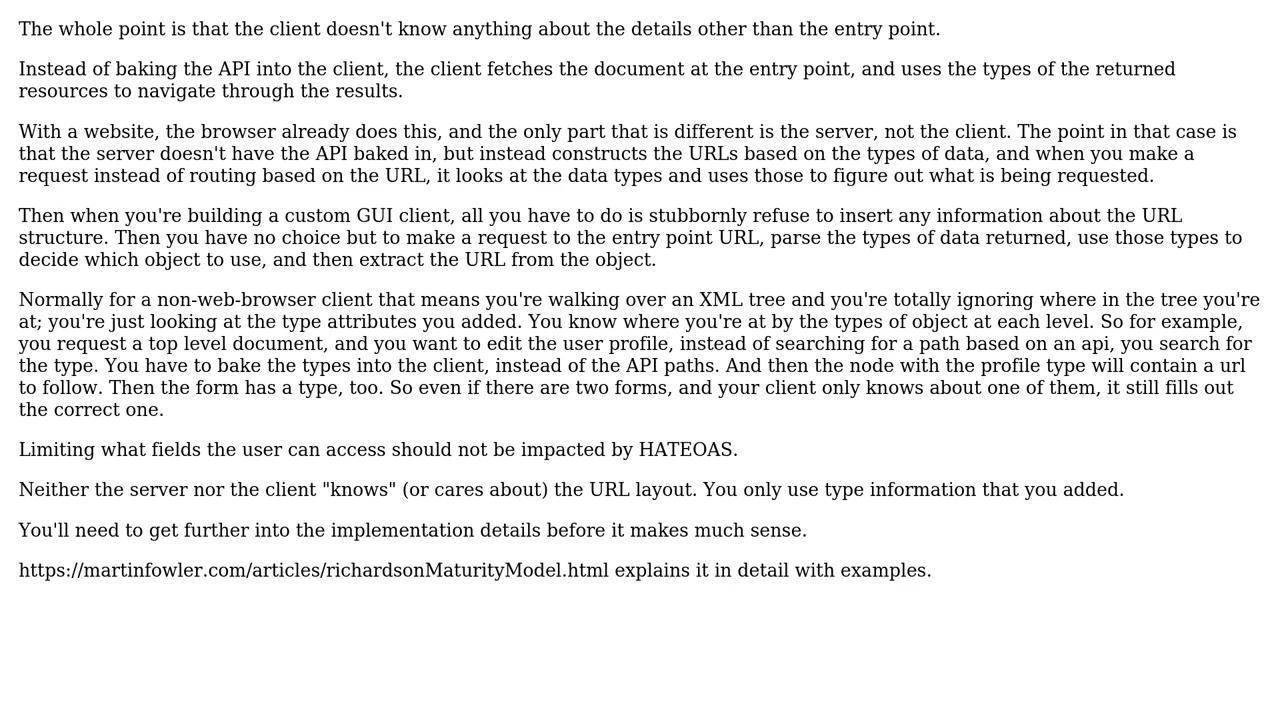 The whole point is that the client doesn't know anything about the details other than the entry point.
Instead of baking the API into the client, the client fetches the document at the entry point, and uses the types of the returned
resources to navigate through the results.
With a website, the browser already does this, and the only part that is different is the server, not the client. The point in that case is
that the server doesn't have the API baked in, but instead constructs the URLs based on the types of data, and when you make a
request instead of routing based on the URL, it looks at the data types and uses those to figure out what is being requested.
Then when you're building a custom GUI client, all you have to do is stubbornly refuse to insert any information about the URL
structure. Then you have no choice but to make a request to the entry point URL, parse the types of data returned, use those types to
decide which object to use, and then extract the URL from the object.
Normally for a non-web-browser client that means you're walking over an XML tree and you're totally ignoring where in the tree you're
at; you're just looking at the type attributes you added. You know where you're at by the types of object at each level. So for example,
you request a top level document, and you want to edit the user profile, instead of searching for a path based on an api, you search for
the type. You have to bake the types into the client, instead of the API paths. And then the node with the profile type will contain a url
to follow. Then the form has a type, too. So even if there are two forms, and your client only knows about one of them, it still fills out
the correct one.
Limiting what fields the user can access should not be impacted by HATEOAS.
Neither the server nor the client "knows" (or cares about) the URL layout. You only use type information that you added.
You'll need to get further into the implementation details before it makes much sense.
https://martinfowler.com/articles/richardsonMaturityModel.html explains it in detail with examples.